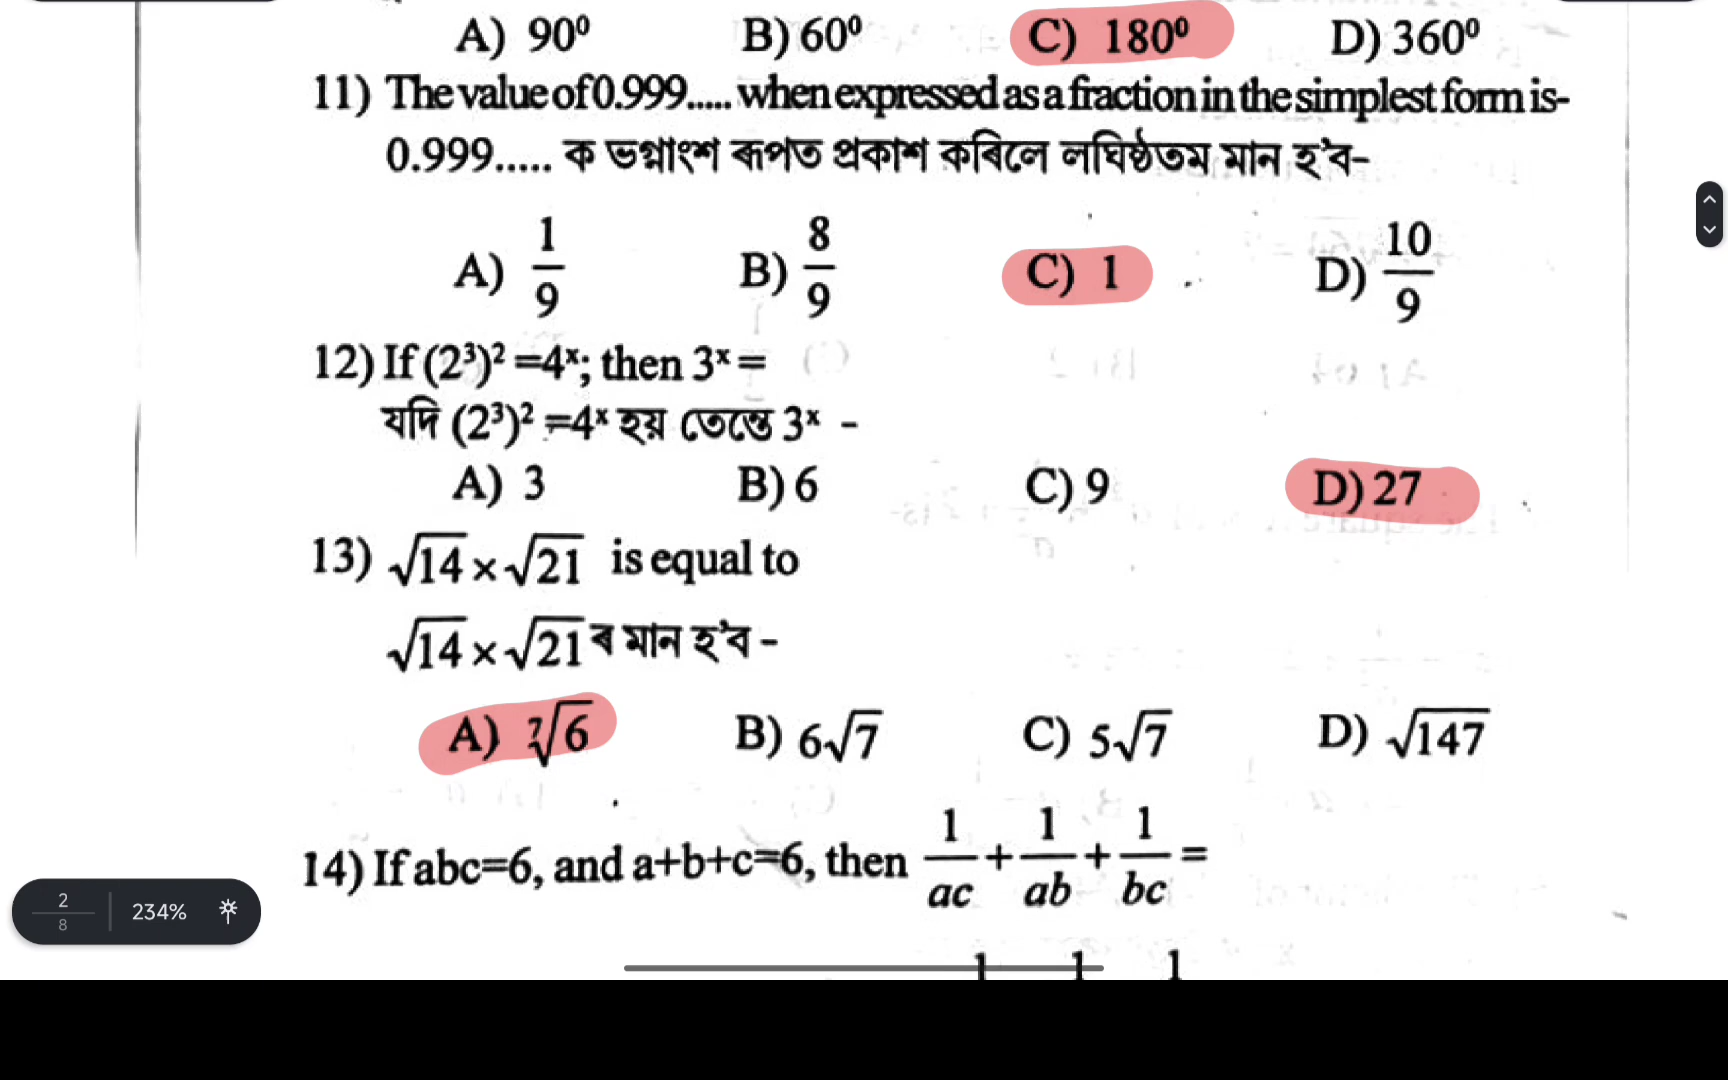 A) 90⁰ B) 60⁰ C) 180⁰ D) 360⁰
11) The value of 0.999..... when expressed as a fraction in the simplest form is-
0.999..... ক ভগ্নাংশ ৰূপত প্ৰকাশ কৰিলে লঘিষ্ঠতম মান হ'ব-
A) 1/9 B) 8/9 C) 1 D) 10/9
12) If (2³)² =4ˣ; then 3ˣ =
যদি (2³)² =4ˣ হয় তেন্তে 3ˣ -
A) 3 B) 6 C) 9 D) 27
13) √14 × √21 is equal to
√14 × √21 ৰ মান হ'ব -
A) ⁷√6 B) 6√7 C) 5√7 D) √147
14) If abc=6, and a+b+c=6, then 1/ac + 1/ab + 1/bc =
1 1 1
2
8
234%